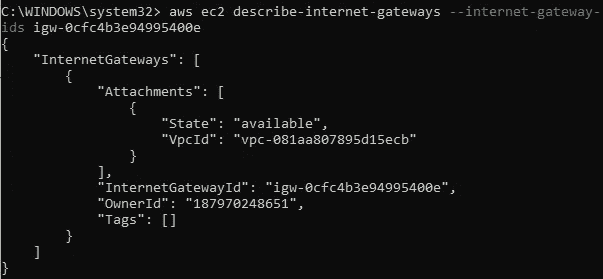 C:\WINDOWS\system32> aws ec2 describe-internet-gateways --internet-gateway-
ids igw-0cfc4b3e94995400e
{
    "InternetGateways": [
        {
            "Attachments": [
                {
                    "State": "available",
                    "VpcId": "vpc-081aa807895d15ecb"
                }
            ],
            "InternetGatewayId": "igw-0cfc4b3e94995400e",
            "OwnerId": "187970248651",
            "Tags": []
        }
    ]
}